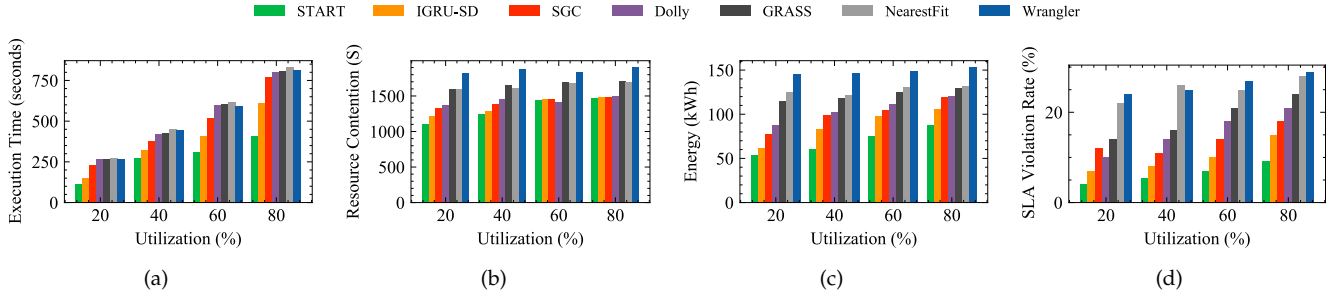 START IGRU-SD SGC Dolly GRASS NearestFit Wrangler
Execution Time (seconds)
750
500
250
0
20 40 60 80
Utilization (%)
(a)
Resource Contention (S)
1500
1000
500
0
20 40 60 80
Utilization (%)
(b)
Energy (kWh)
150
100
50
0
20 40 60 80
Utilization (%)
(c)
SLA Violation Rate (%)
20
0
20 40 60 80
Utilization (%)
(d)